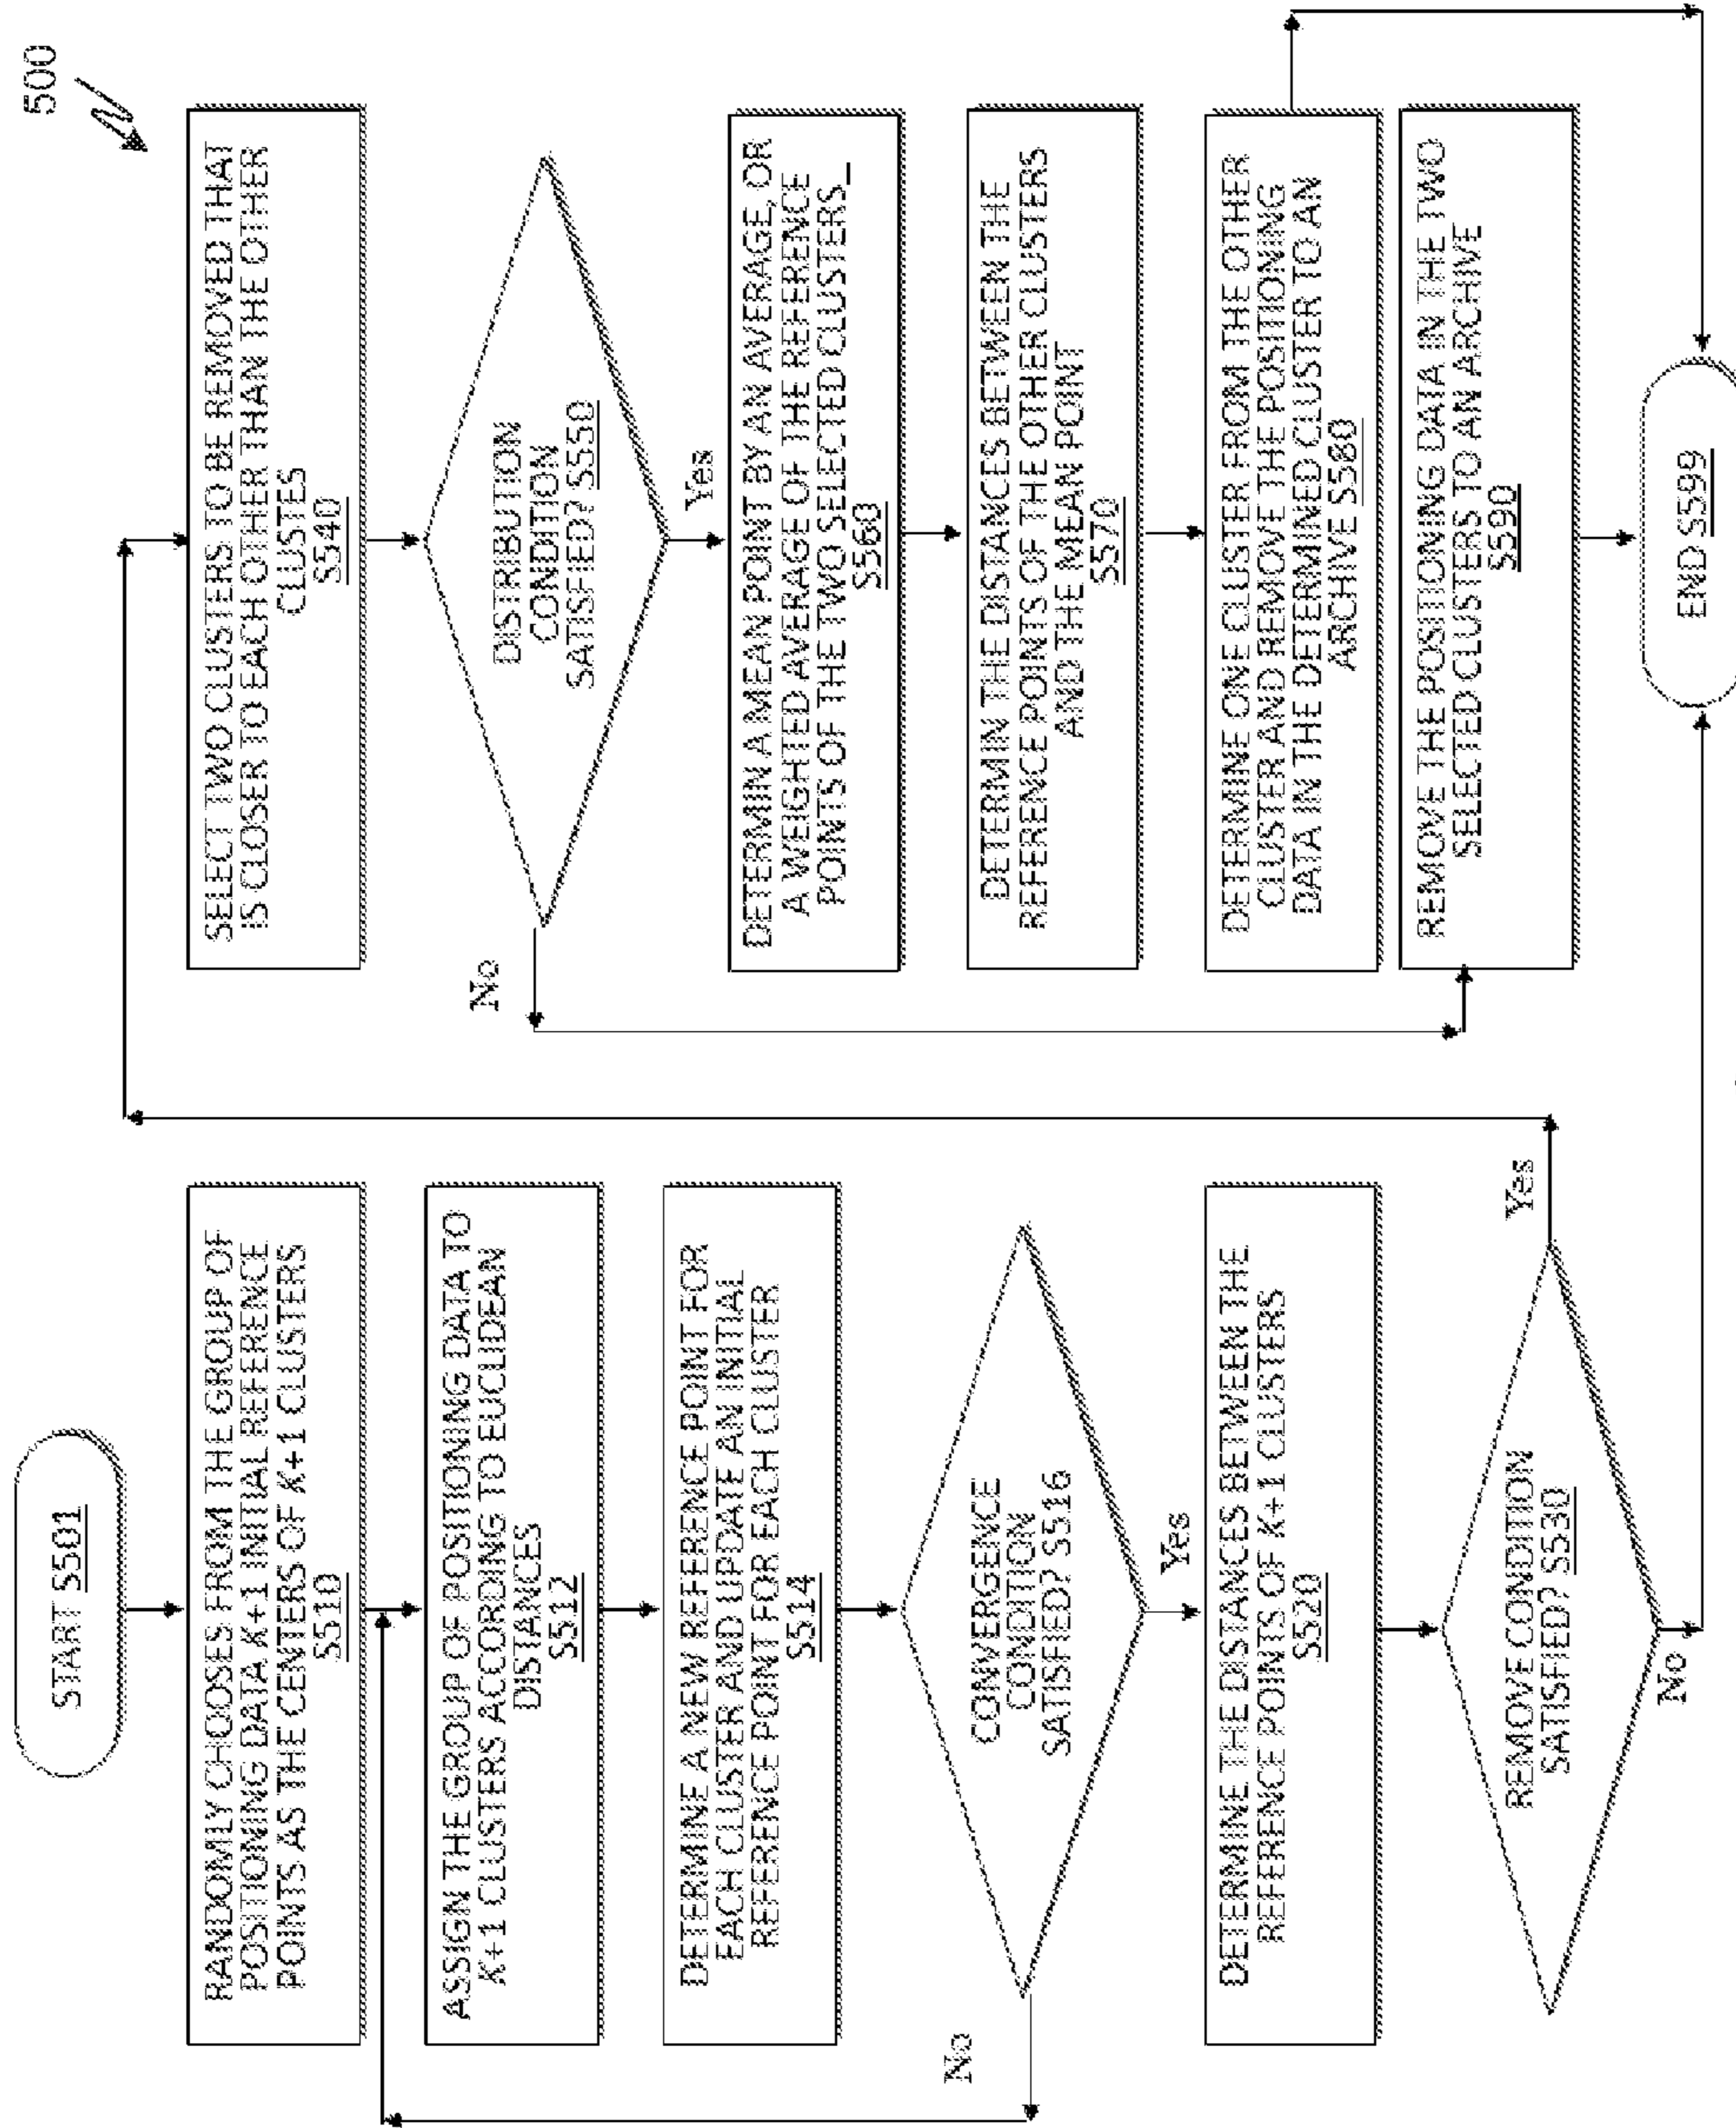 500
START S501
RANDOMLY CHOOSES FROM THE GROUP OF
POSITIONING DATA K+1 INITIAL REFERENCE
POINTS AS THE CENTERS OF K+1 CLUSTERS
S510
ASSIGN THE GROUP OF POSITIONING DATA TO
K+1 CLUSTERS ACCORDING TO EUCLIDEAN
DISTANCES
S512
DETERMINE A NEW REFERENCE POINT FOR
EACH CLUSTER AND UPDATE AN INITIAL
REFERENCE POINT FOR EACH CLUSTER
S514
CONVERGENCE
CONDITION
SATISFIED? S516
No
Yes
DETERMINE THE DISTANCES BETWEEN THE
REFERENCE POINTS OF K+1 CLUSTERS
S520
REMOVE CONDITION
SATISFIED? S530
Yes
No
SELECT TWO CLUSTERS TO BE REMOVED THAT
IS CLOSER TO EACH OTHER THAN THE OTHER
CLUSTES
S540
DISTRIBUTION
CONDITION
SATISFIED? S550
No
Yes
DETERMIN A MEAN POINT BY AN AVERAGE, OR
A WEIGHTED AVERAGE OF THE REFERENCE
POINTS OF THE TWO SELECTED CLUSTERS_
S560
DETERMIN THE DISTANCES BETWEEN THE
REFERENCE POINTS OF THE OTHER CLUSTERS
AND THE MEAN POINT
S570
DETERMINE ONE CLUSTER FROM THE OTHER
CLUSTER AND REMOVE THE POSITIONING
DATA IN THE DETERMINED CLUSTER TO AN
ARCHIVE S580
REMOVE THE POSITIONING DATA IN THE TWO
SELECTED CLUSTERS TO AN ARCHIVE
S590
END S599